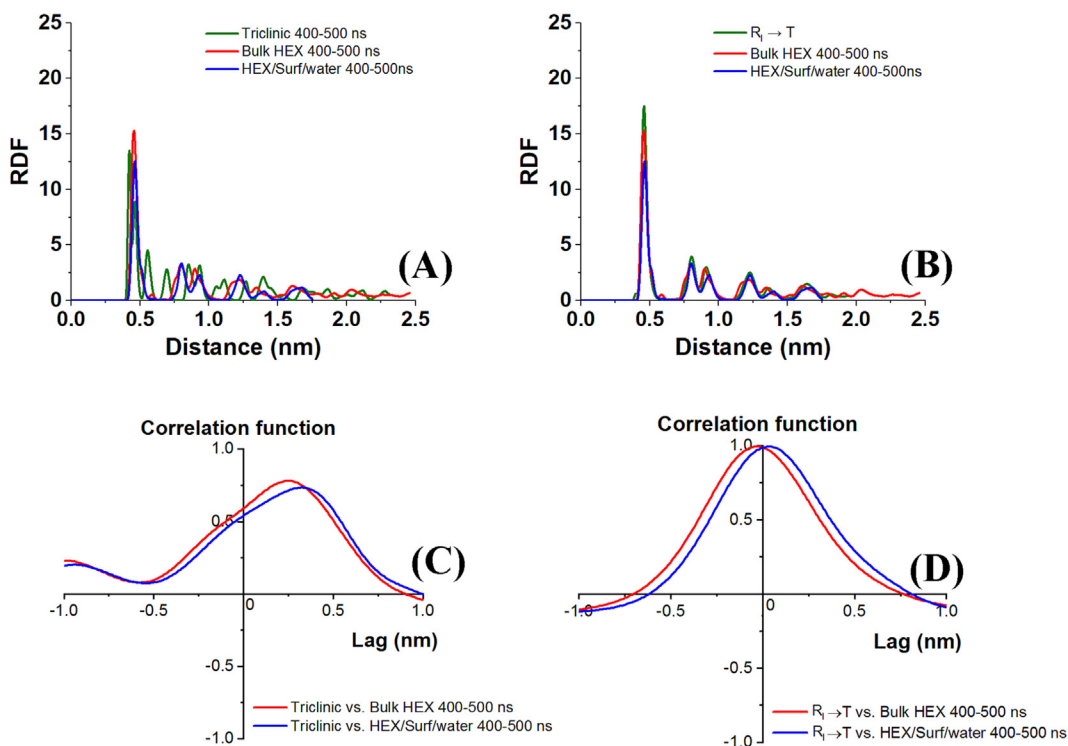 25
20
15
10
5
0
RDF
0.0 0.5 1.0 1.5 2.0 2.5
Distance (nm)
Triclinic 400-500 ns
Bulk HEX 400-500 ns
HEX/Surf/water 400-500ns
(A)
25
20
15
10
5
0
RDF
0.0 0.5 1.0 1.5 2.0 2.5
Distance (nm)
R_I → T
Bulk HEX 400-500 ns
HEX/Surf/water 400-500ns
(B)
Correlation function
1.0
0.5
-1.0 -0.5 0 0.5 1.0
Lag (nm)
-0.5
-1.0
(C)
Triclinic vs. Bulk HEX 400-500 ns
Triclinic vs. HEX/Surf/water 400-500 ns
Correlation function
1.0
0.5
-1.0 -0.5 0 0.5 1.0
Lag (nm)
-0.5
-1.0
(D)
R_I→T vs. Bulk HEX 400-500 ns
R_I→T vs. HEX/Surf/water 400-500 ns